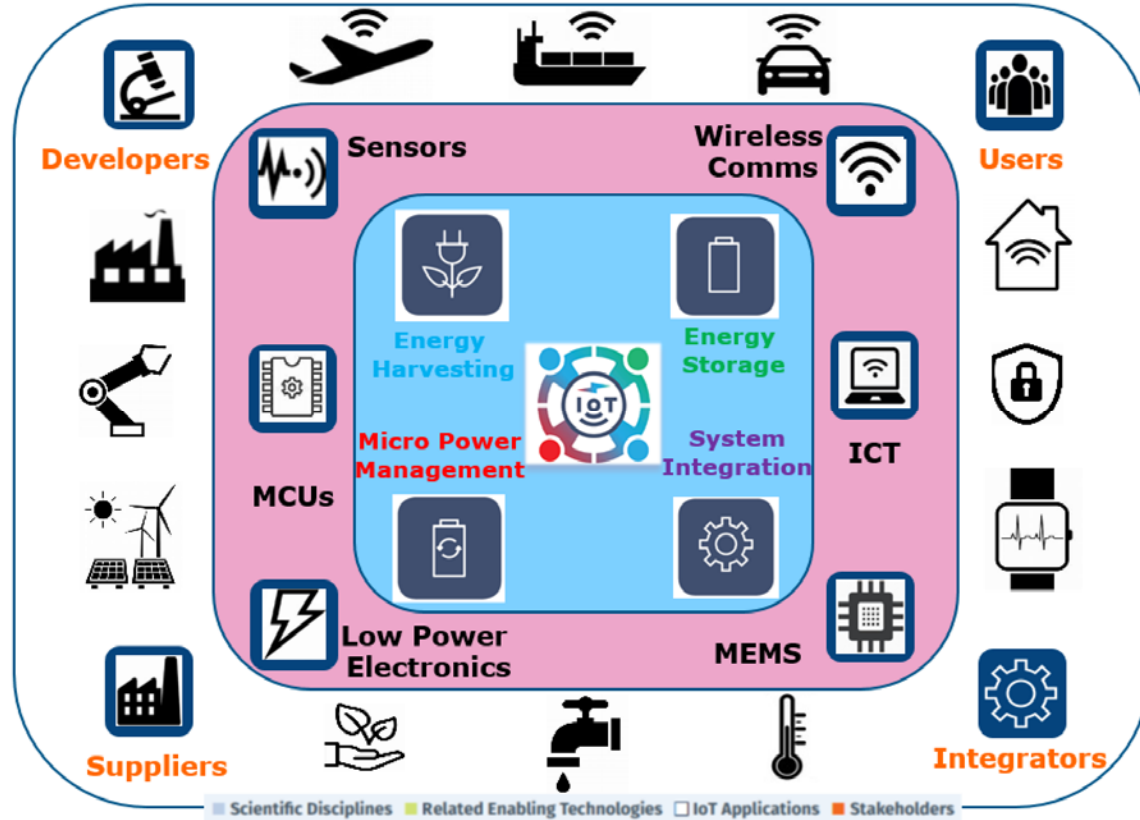 Developers
Users
Sensors
Wireless
Comms
Energy
Harvesting
Energy
Storage
IoT
Micro Power
Management
System
Integration
MCUs
ICT
Low Power
Electronics
MEMS
Suppliers
Integrators
Scientific Disciplines Related Enabling Technologies IoT Applications Stakeholders